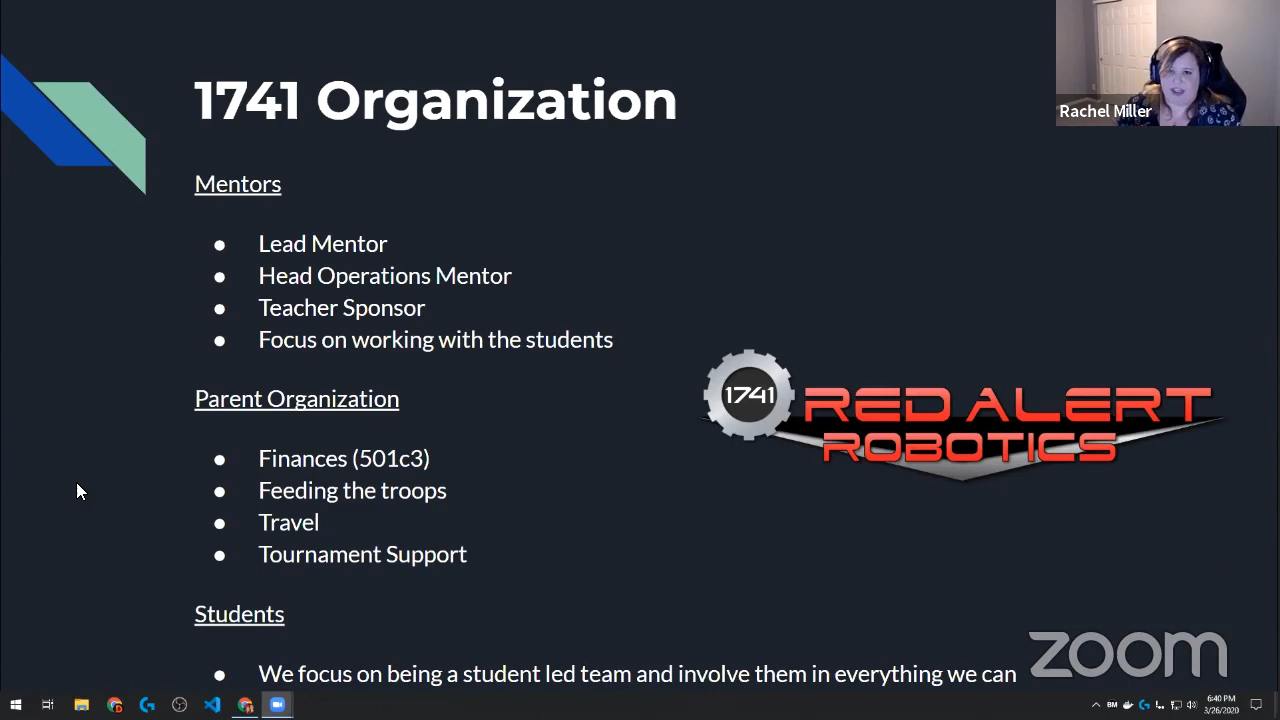 1741 Organization
Rachel Miller
Mentors
● Lead Mentor
● Head Operations Mentor
● Teacher Sponsor
● Focus on working with the students
1741 RED ALERT
ROBOTICS
Parent Organization
● Finances (501c3)
● Feeding the troops
● Travel
● Tournament Support
Students
● We focus on being a student led team and involve them in everything we can
zoom
BM
6:40 PM
3/26/2020